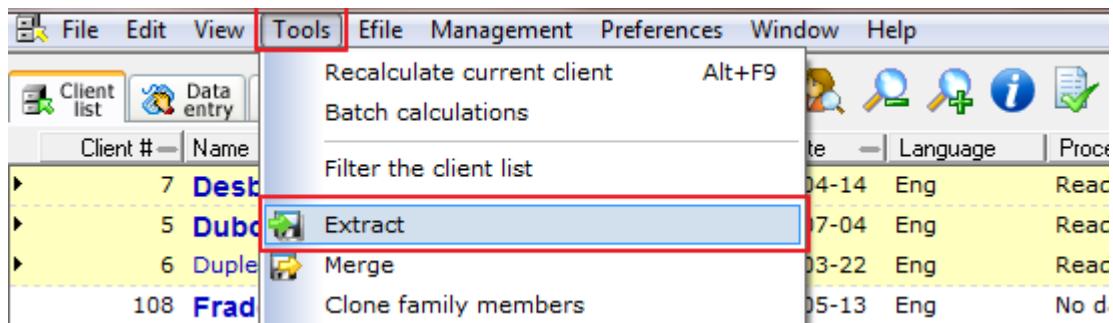 File Edit View Tools Efile Management Preferences Window Help
Client list Data entry
Recalculate current client Alt+F9
Batch calculations
Client # Name Language
Filter the client list
7 04-14 Eng
Extract
5 07-04 Eng
Merge
6 03-22 Eng
Clone family members
108 05-13 Eng